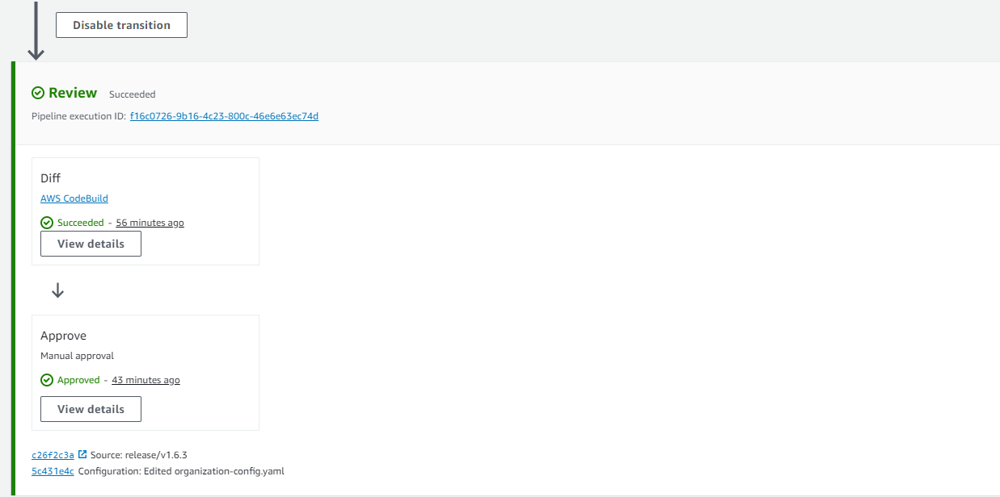 Disable transition
Review Succeeded
Pipeline execution ID: f16c0726-9b16-4c23-800c-46e6e63ec74d
Diff
AWS CodeBuild
Succeeded - 56 minutes ago
View details
Approve
Manual approval
Approved - 43 minutes ago
View details
c26f2c3a Source: release/v1.6.3
5c431e4c Configuration: Edited organization-config.yaml